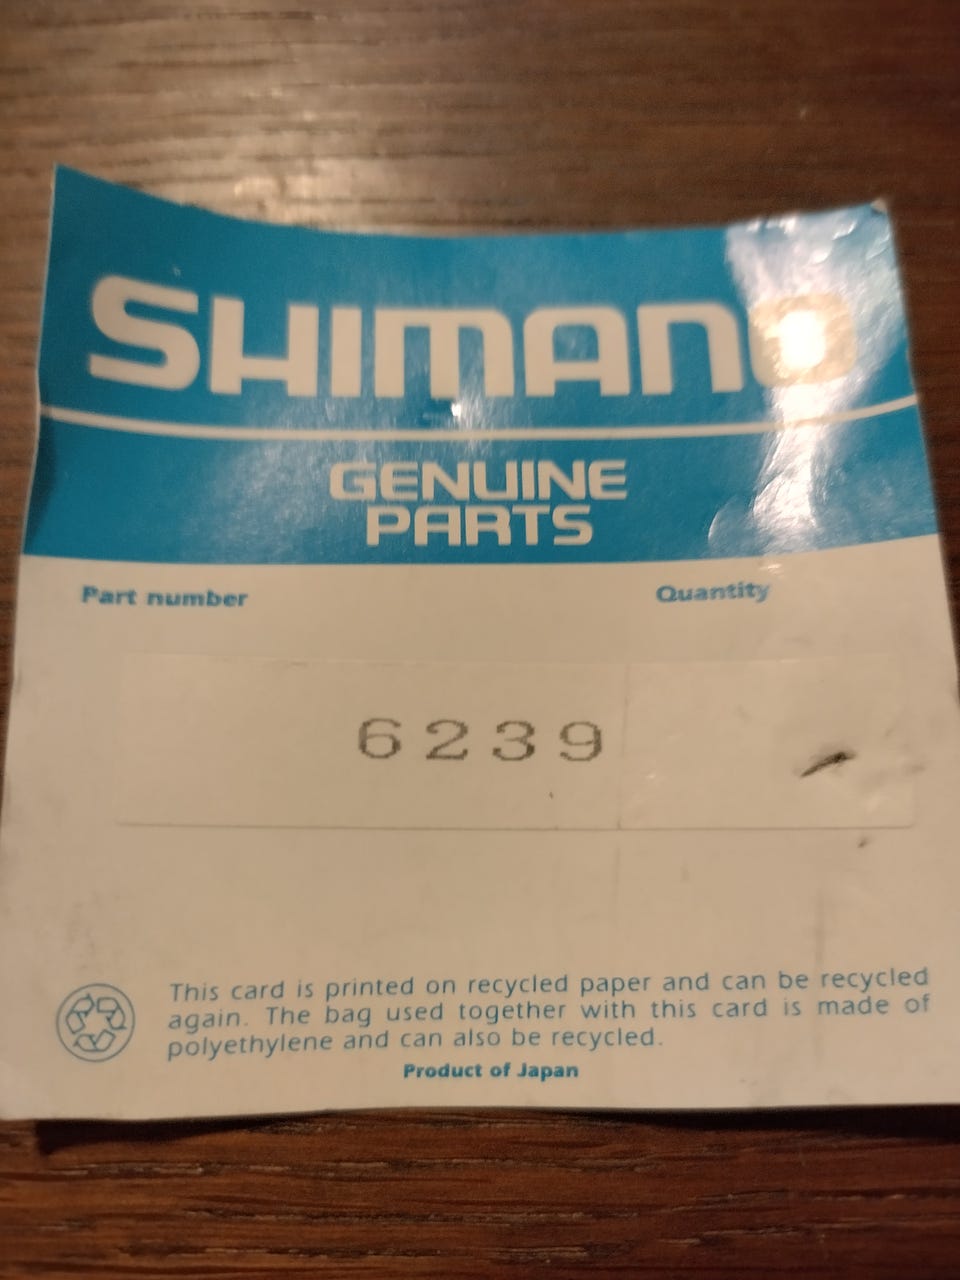 SHIMANO
GENUINE
PARTS
Part number Quantity
6239
This card is printed on recycled paper and can be recycled
again. The bag used together with this card is made of
polyethylene and can also be recycled.
Product of Japan